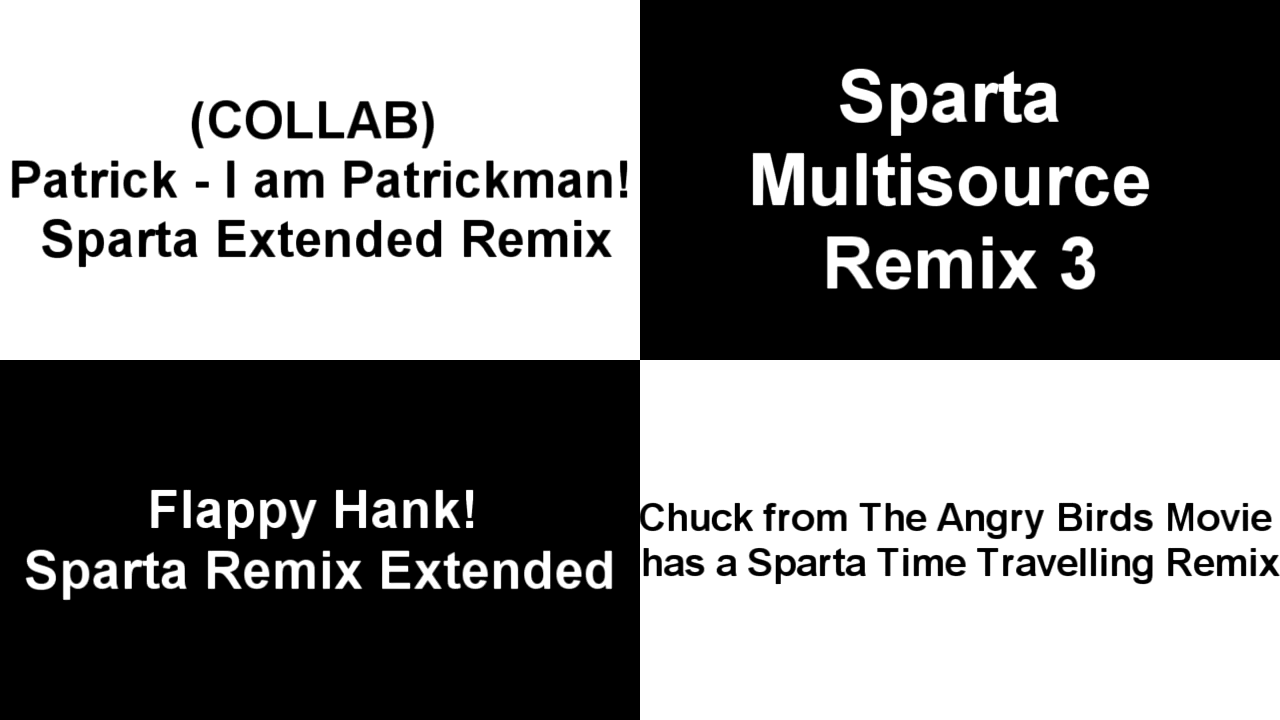 (COLLAB)
Patrick - I am Patrickman!
Sparta Extended Remix
Sparta
Multisource
Remix 3
Flappy Hank!
Sparta Remix Extended
Chuck from The Angry Birds Movie
has a Sparta Time Travelling Remix